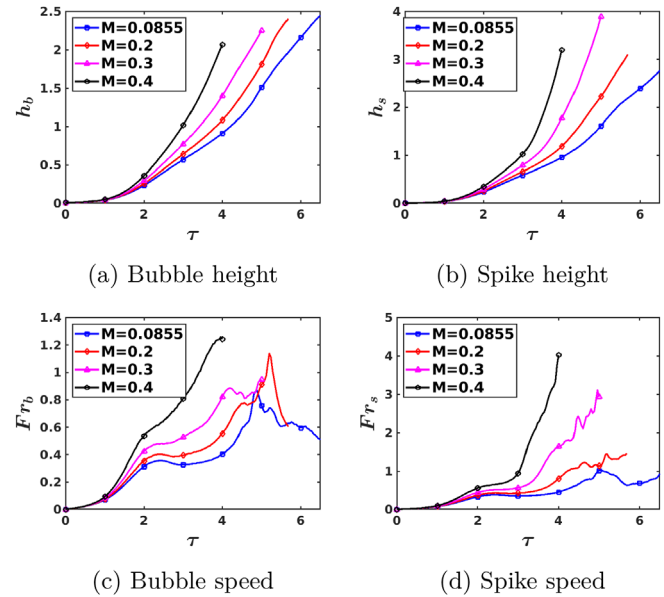 2.5
2
1.5
1
0.5
0
h_b
M=0.0855
M=0.2
M=0.3
M=0.4
0 2 4 6
τ
(a) Bubble height
4
3
2
1
0
h_s
M=0.0855
M=0.2
M=0.3
M=0.4
0 2 4 6
τ
(b) Spike height
1.4
1.2
1
0.8
0.6
0.4
0.2
0
Fr_b
M=0.0855
M=0.2
M=0.3
M=0.4
0 2 4 6
τ
(c) Bubble speed
5
4
3
2
1
0
Fr_s
M=0.0855
M=0.2
M=0.3
M=0.4
0 2 4 6
τ
(d) Spike speed